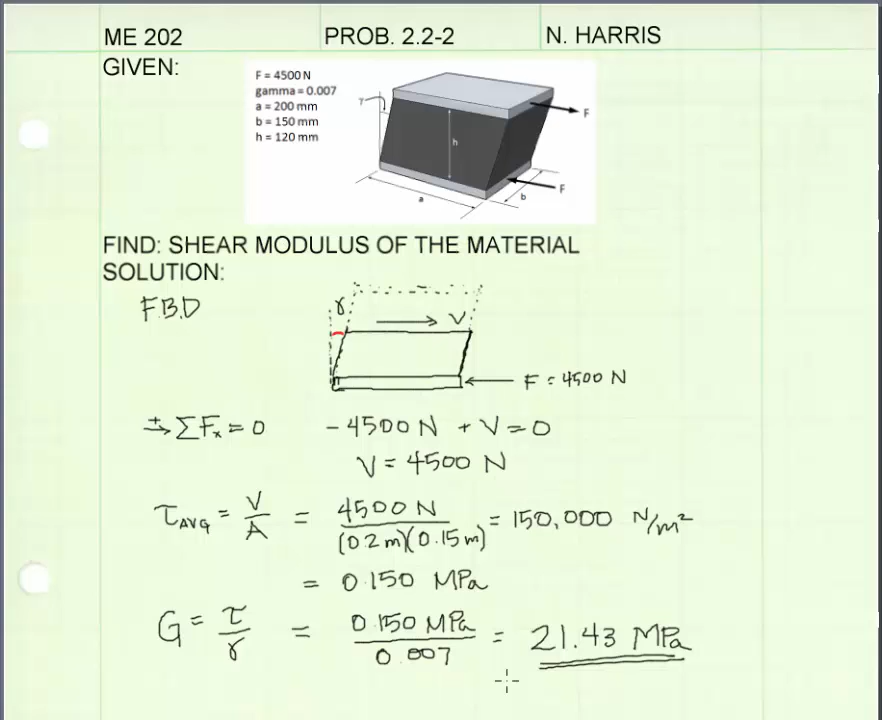 ME 202 PROB. 2.2-2 N. HARRIS
GIVEN:
F = 4500 N
gamma = 0.007
a = 200 mm
b = 150 mm
h = 120 mm
γ
F
h
F
a
b
FIND: SHEAR MODULUS OF THE MATERIAL
SOLUTION:
F.B.D
γ
V
F = 4500 N
→+ ΣFx = 0 - 4500 N + V = 0
V = 4500 N
τAVG = V/A = 4500 N/(0.2 m)(0.15 m) = 150,000 N/m²
= 0.150 MPa
G = τ/γ = 0.150 MPa/0.007 = 21.43 MPa